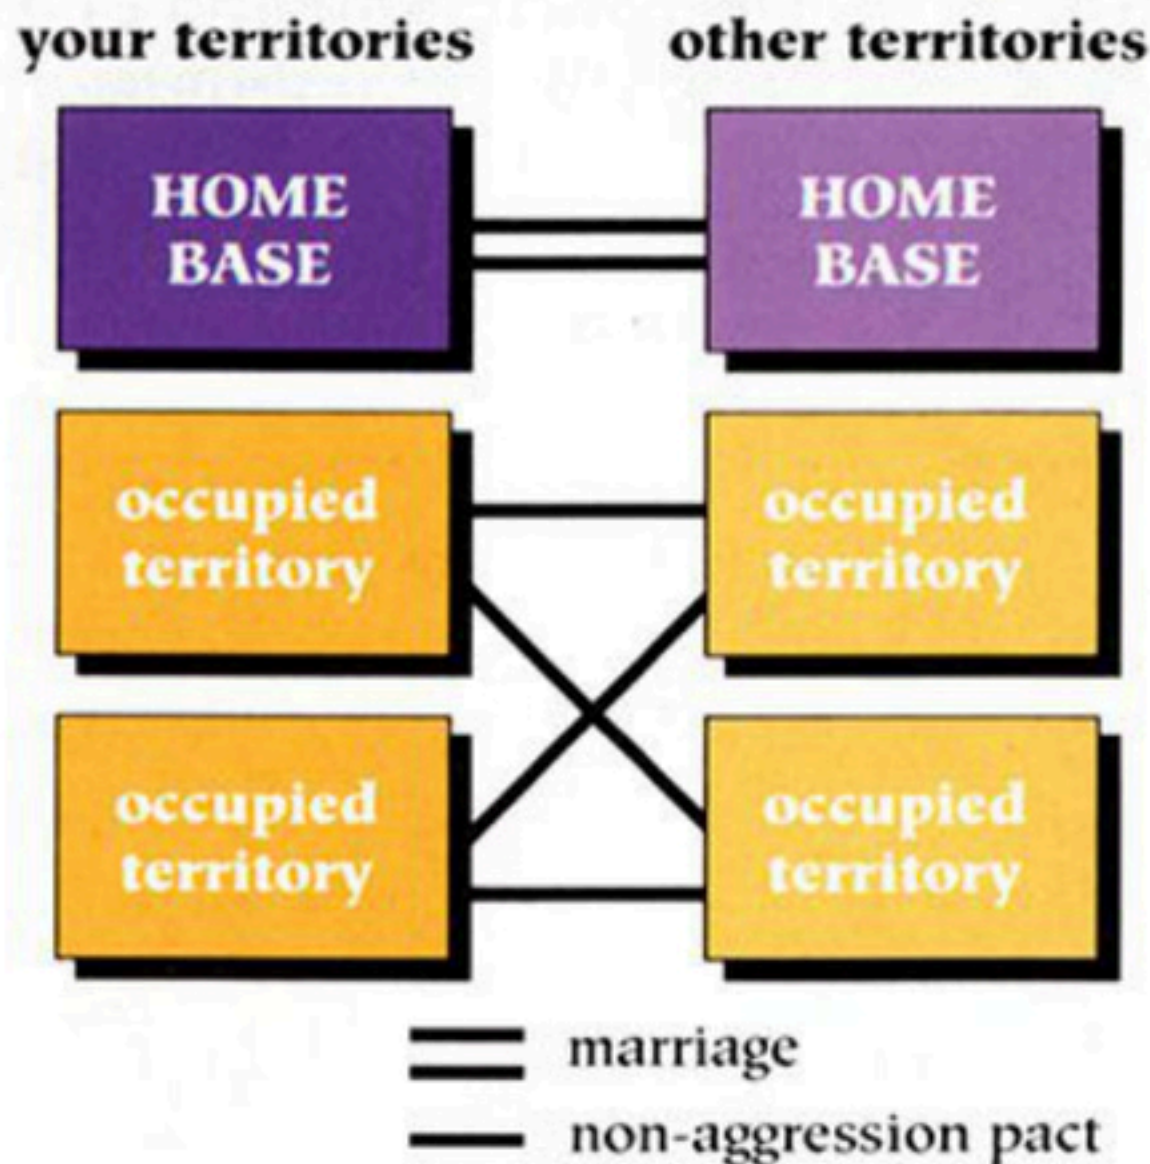 your territories
other territories
HOME
BASE
HOME
BASE
occupied
territory
occupied
territory
occupied
territory
occupied
territory
marriage
non-aggression pact